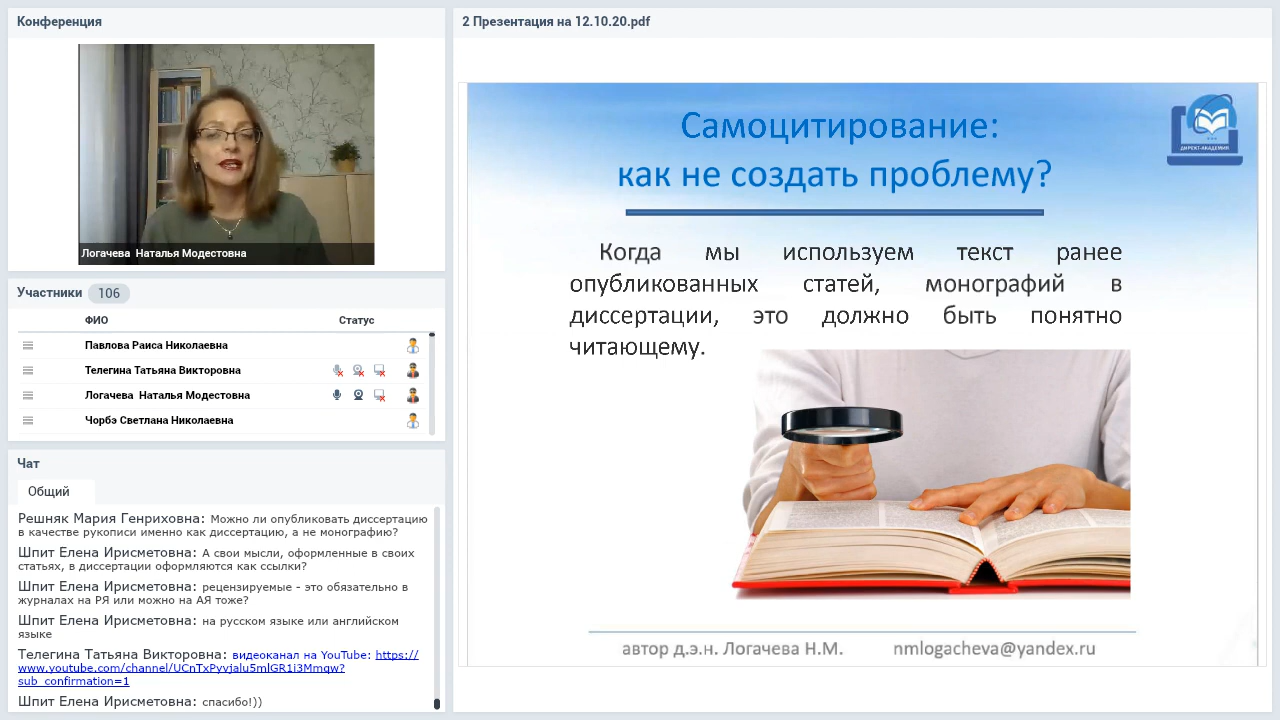 Конференция
Логачева  Наталья Модестовна
Участники 106
ФИО Статус
Павлова Раиса Николаевна
Телегина Татьяна Викторовна
Логачева  Наталья Модестовна
Чорбэ Светлана Николаевна
Чат
Общий
Решняк Мария Генриховна: Можно ли опубликовать диссертацию
в качестве рукописи именно как диссертацию, а не монографию?
Шпит Елена Ирисметовна: А свои мысли, оформленные в своих
статьях, в диссертации оформляются как ссылки?
Шпит Елена Ирисметовна: рецензируемые - это обязательно в
журналах на РЯ или можно на АЯ тоже?
Шпит Елена Ирисметовна: на русском языке или английском
языке
Телегина Татьяна Викторовна: видеоканал на YouTube: https://
www.youtube.com/channel/UCnTxPyvjalu5mlGR1i3Mmqw?
sub_confirmation=1
Шпит Елена Ирисметовна: спасибо!))
2 Презентация на 12.10.20.pdf
Самоцитирование:
как не создать проблему?
ДИРЕКТ-АКАДЕМИЯ
Когда мы используем текст ранее
опубликованных статей, монографий в
диссертации, это должно быть понятно
читающему.
автор д.э.н. Логачева Н.М. nmlogacheva@yandex.ru